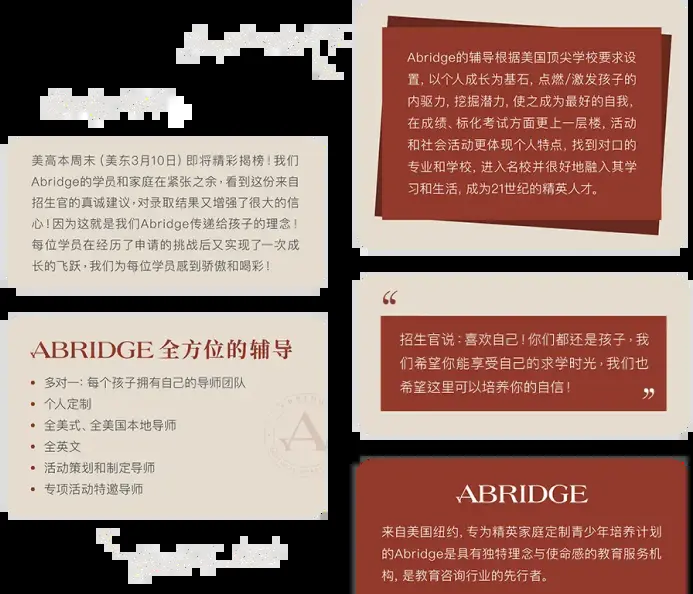 美高本周末（美东3月10日）即将精彩揭榜！我们
Abridge的学员和家庭在紧张之余，看到这份来自
招生官的真诚建议，对录取结果又增强了很大的信
心！因为这就是我们Abridge传递给孩子的理念！
每位学员在经历了申请的挑战后又实现了一次成
长的飞跃，我们为每位学员感到骄傲和喝彩！
ABRIDGE 全方位的辅导
• 多对一：每个孩子拥有自己的导师团队
• 个人定制
• 全美式、全美国本地导师
• 全英文
• 活动策划和制定导师
• 专项活动特邀导师
Abridge的辅导根据美国顶尖学校要求设
置，以个人成长为基石，点燃/激发孩子的
内驱力，挖掘潜力，使之成为最好的自我，
在成绩、标化考试方面更上一层楼，活动
和社会活动更体现个人特点，找到对口的
专业和学校，进入名校并很好地融入其学
习和生活，成为21世纪的精英人才。
“
招生官说：喜欢自己！你们都还是孩子，我
们希望你能享受自己的求学时光，我们也
希望这里可以培养你的自信！
”
ABRIDGE
来自美国纽约，专为精英家庭定制青少年培养计划
的Abridge是具有独特理念与使命感的教育服务机
构，是教育咨询行业的先行者。